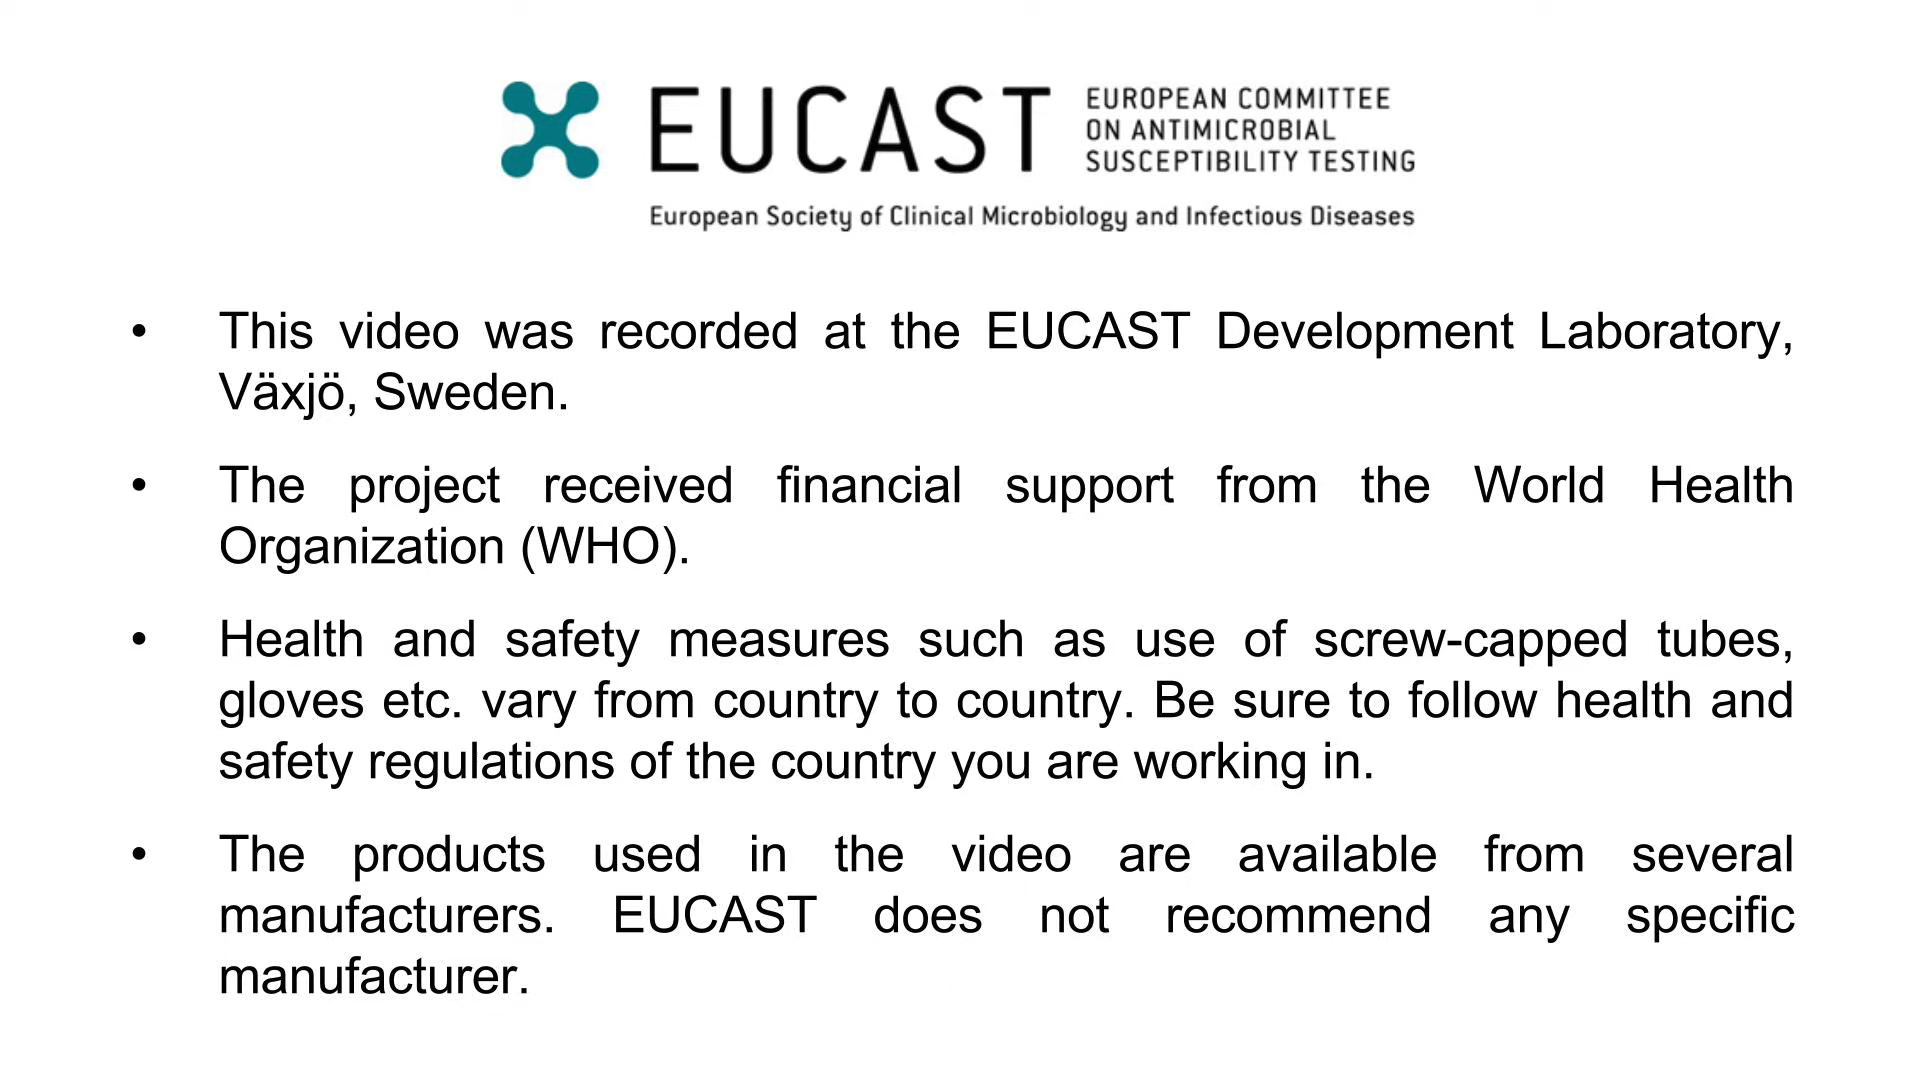 EUCAST
EUROPEAN COMMITTEE
ON ANTIMICROBIAL
SUSCEPTIBILITY TESTING
European Society of Clinical Microbiology and Infectious Diseases
• This video was recorded at the EUCAST Development Laboratory,
Växjö, Sweden.
• The project received financial support from the World Health
Organization (WHO).
• Health and safety measures such as use of screw-capped tubes,
gloves etc. vary from country to country. Be sure to follow health and
safety regulations of the country you are working in.
• The products used in the video are available from several
manufacturers. EUCAST does not recommend any specific
manufacturer.